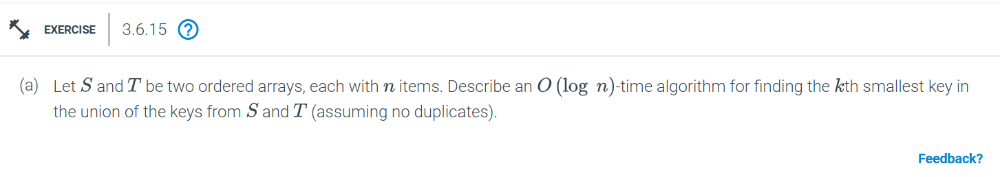 EXERCISE 3.6.15 ?
(a) Let S and T be two ordered arrays, each with n items. Describe an O (log n)-time algorithm for finding the kth smallest key in
the union of the keys from S and T (assuming no duplicates).
Feedback?